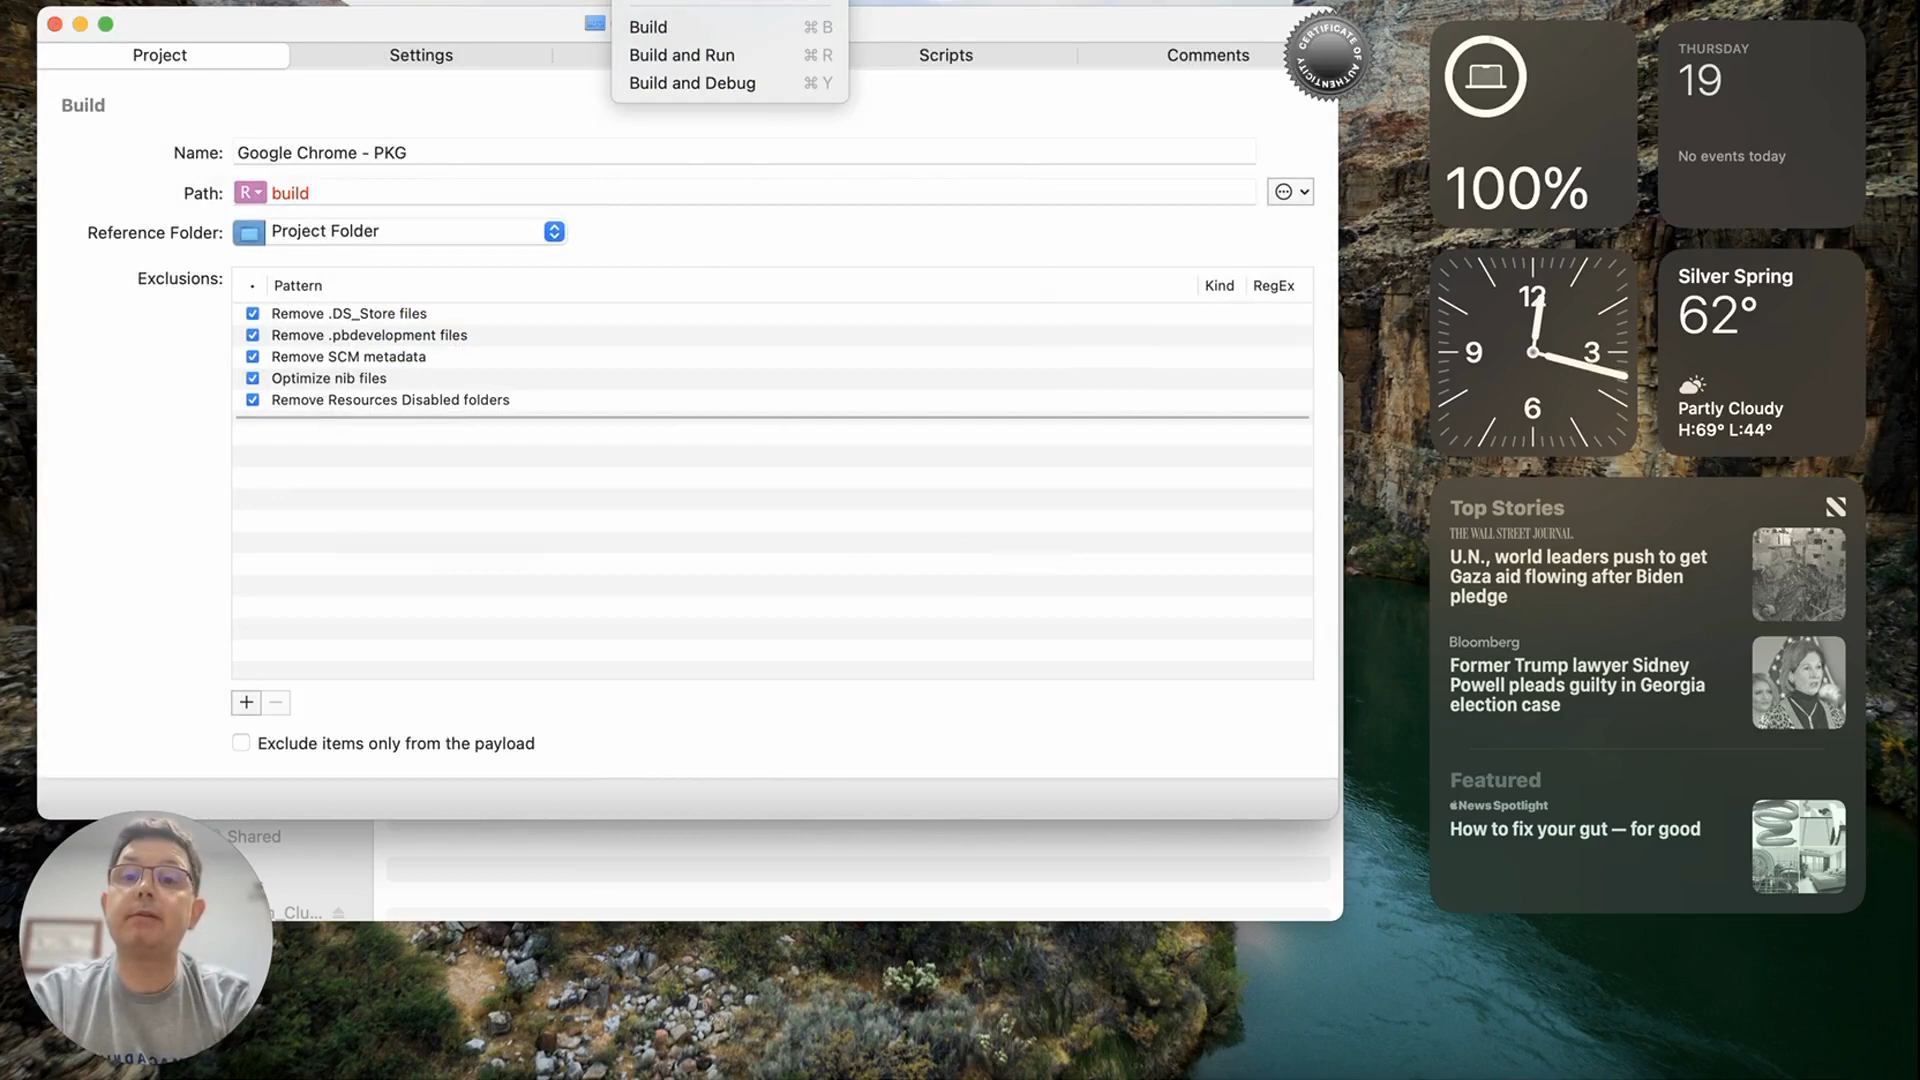 Build ⌘ B
Build and Run ⌘ R
Build and Debug ⌘ Y
Project
Settings
Scripts
Comments
CERTIFICATE OF AUTHENTICITY
Build
Name: Google Chrome - PKG
Path: R build
Reference Folder: Project Folder
Exclusions:
Pattern Kind RegEx
Remove .DS_Store files
Remove .pbdevelopment files
Remove SCM metadata
Optimize nib files
Remove Resources Disabled folders
Exclude items only from the payload
Shared
_Clu...
100%
THURSDAY
19
No events today
12
3
6
9
Silver Spring
62°
Partly Cloudy
H:69° L:44°
Top Stories
THE WALL STREET JOURNAL.
U.N., world leaders push to get
Gaza aid flowing after Biden
pledge
Bloomberg
Former Trump lawyer Sidney
Powell pleads guilty in Georgia
election case
Featured
News Spotlight
How to fix your gut — for good